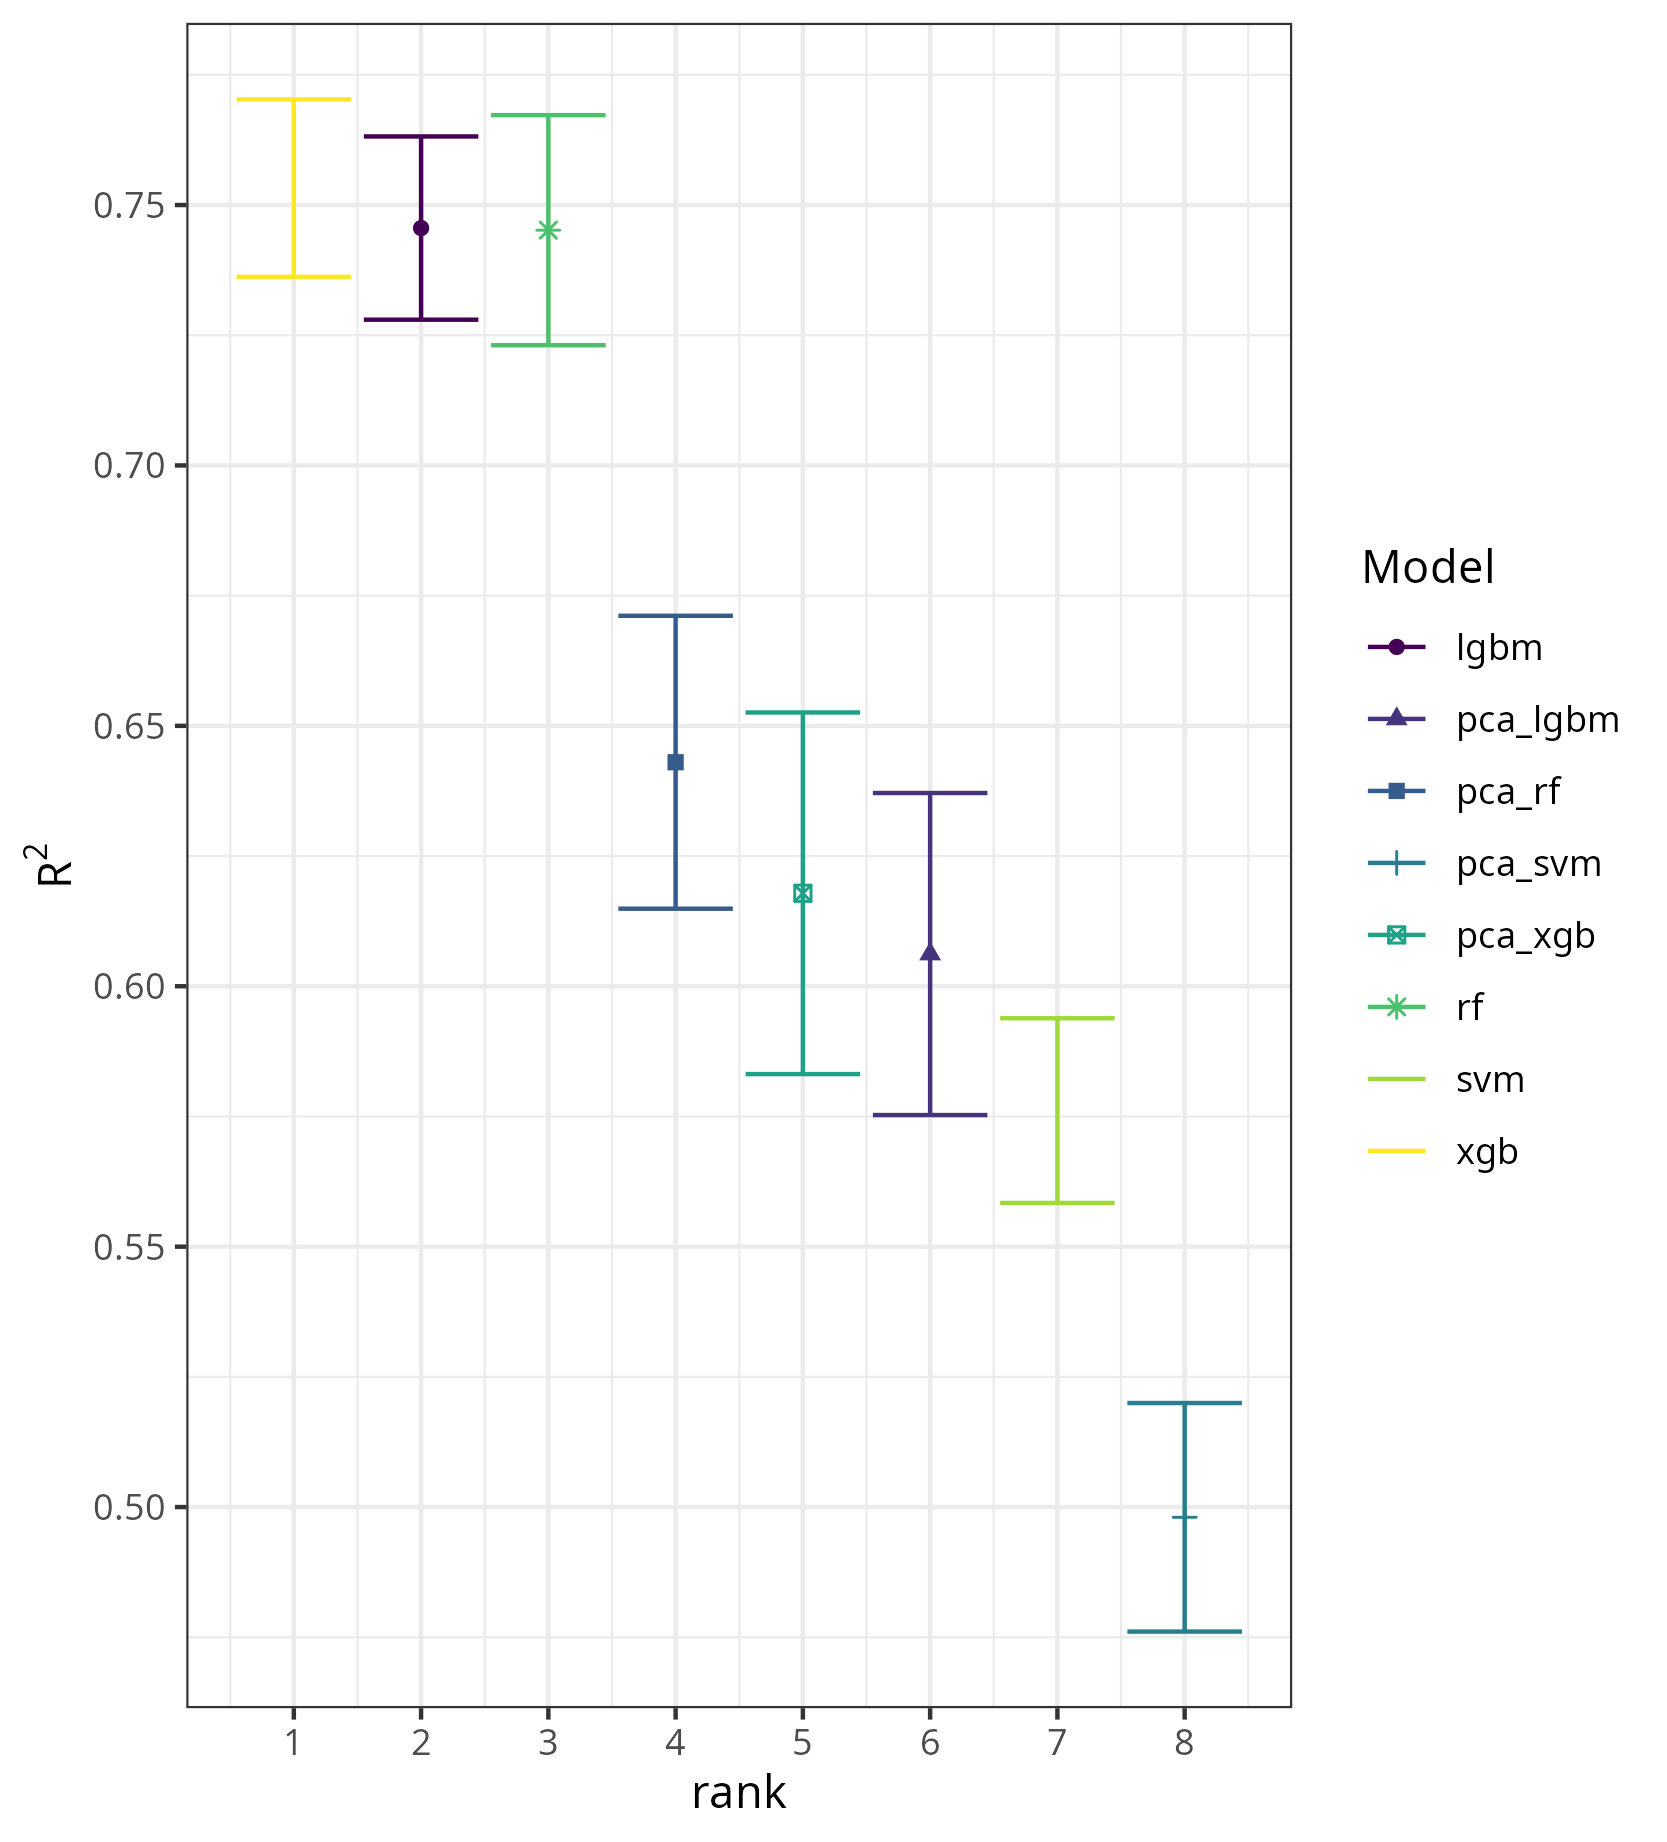 0.75
0.70
0.65
0.60
0.55
0.50
R²
1 2 3 4 5 6 7 8
rank
Model
lgbm
pca_lgbm
pca_rf
pca_svm
pca_xgb
rf
svm
xgb